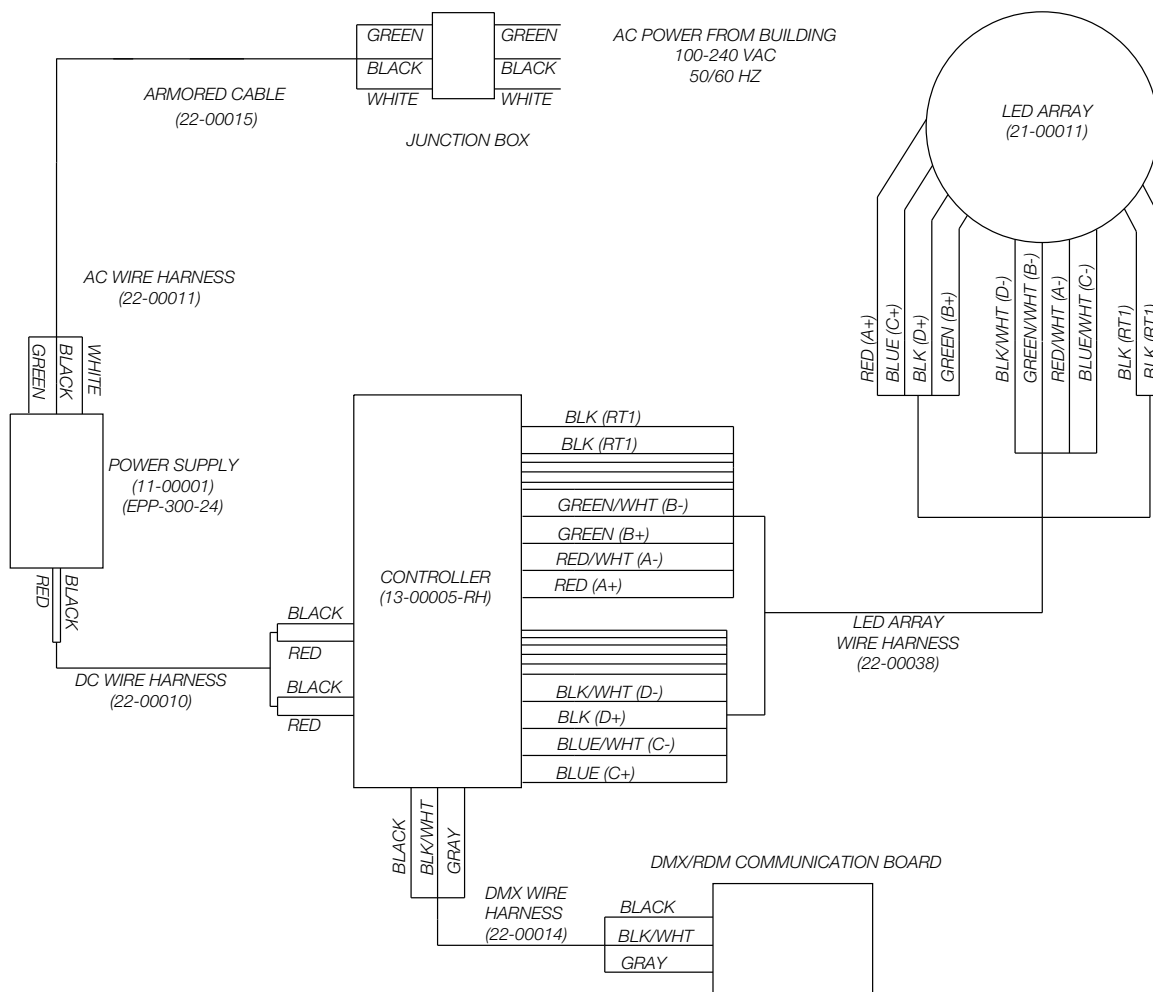 GREEN
GREEN
BLACK
BLACK
WHITE
WHITE
AC POWER FROM BUILDING
100-240 VAC
50/60 HZ
ARMORED CABLE
(22-00015)
JUNCTION BOX
LED ARRAY
(21-00011)
RED (A+)
BLUE (C+)
BLK (D+)
GREEN (B+)
BLK/WHT (D-)
GREEN/WHT (B-)
RED/WHT (A-)
BLUE/WHT (C-)
BLK (RT1)
BLK (RT1)
AC WIRE HARNESS
(22-00011)
GREEN
BLACK
WHITE
POWER SUPPLY
(11-00001)
(EPP-300-24)
RED
BLACK
DC WIRE HARNESS
(22-00010)
BLACK
RED
BLACK
RED
CONTROLLER
(13-00005-RH)
BLK (RT1)
BLK (RT1)
GREEN/WHT (B-)
GREEN (B+)
RED/WHT (A-)
RED (A+)
BLK/WHT (D-)
BLK (D+)
BLUE/WHT (C-)
BLUE (C+)
LED ARRAY
WIRE HARNESS
(22-00038)
BLACK
BLK/WHT
GRAY
DMX WIRE
HARNESS
(22-00014)
DMX/RDM COMMUNICATION BOARD
BLACK
BLK/WHT
GRAY